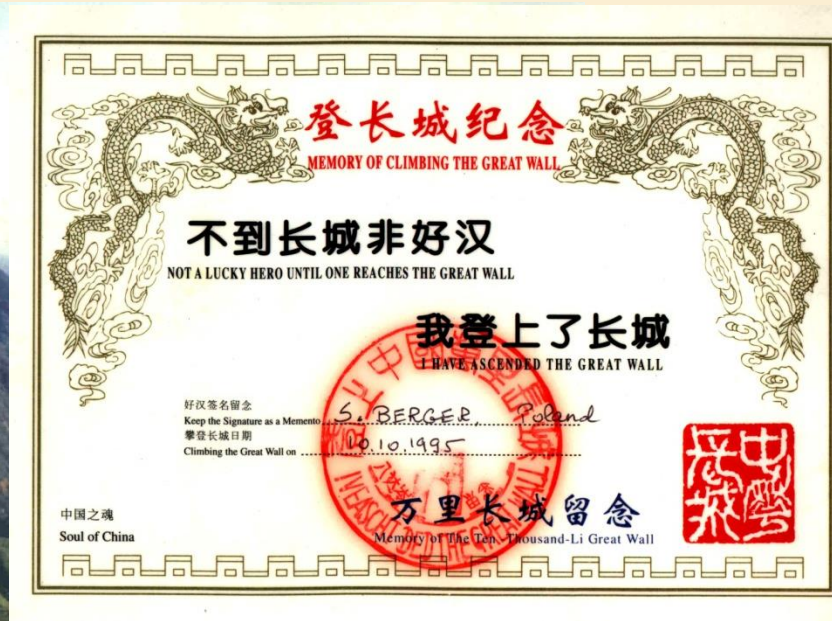 登长城纪念
MEMORY OF CLIMBING THE GREAT WALL
不到长城非好汉
NOT A LUCKY HERO UNTIL ONE REACHES THE GREAT WALL
我登上了长城
I HAVE ASCENDED THE GREAT WALL
好汉签名留念
Keep the Signature as a Memento S. BERGER, Poland
攀登长城日期
Climbing the Great Wall on 10.10.1995
中国之魂
Soul of China
万里长城留念
Memory of The Ten-Thousand-Li Great Wall
中华
长城